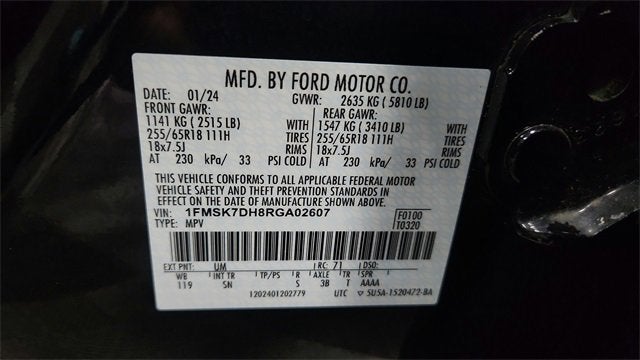 MFD. BY FORD MOTOR CO.
DATE: 01/24 GVWR: 2635 KG ( 5810 LB)
FRONT GAWR: REAR GAWR:
1141 KG ( 2515 LB) WITH 1547 KG ( 3410 LB) WITH
255/65R18 111H TIRES 255/65R18 111H TIRES
18x7.5J RIMS 18x7.5J RIMS
AT 230 kPa/ 33 PSI COLD AT 230 kPa/ 33 PSI COLD
THIS VEHICLE CONFORMS TO ALL APPLICABLE FEDERAL MOTOR
VEHICLE SAFETY AND THEFT PREVENTION STANDARDS IN
EFFECT ON THE DATE OF MANUFACTURE SHOWN ABOVE.
VIN: 1FMSK7DH8RGA02607 F0100
TYPE: MPV T0320
EXT PNT: UM RC: 71 DSO:
WB INT TR TP/PS R AXLE TR SPR
119 SN S 3B T AAAA
1202401202779 UTC ▽ 5U5A-1520472-BA